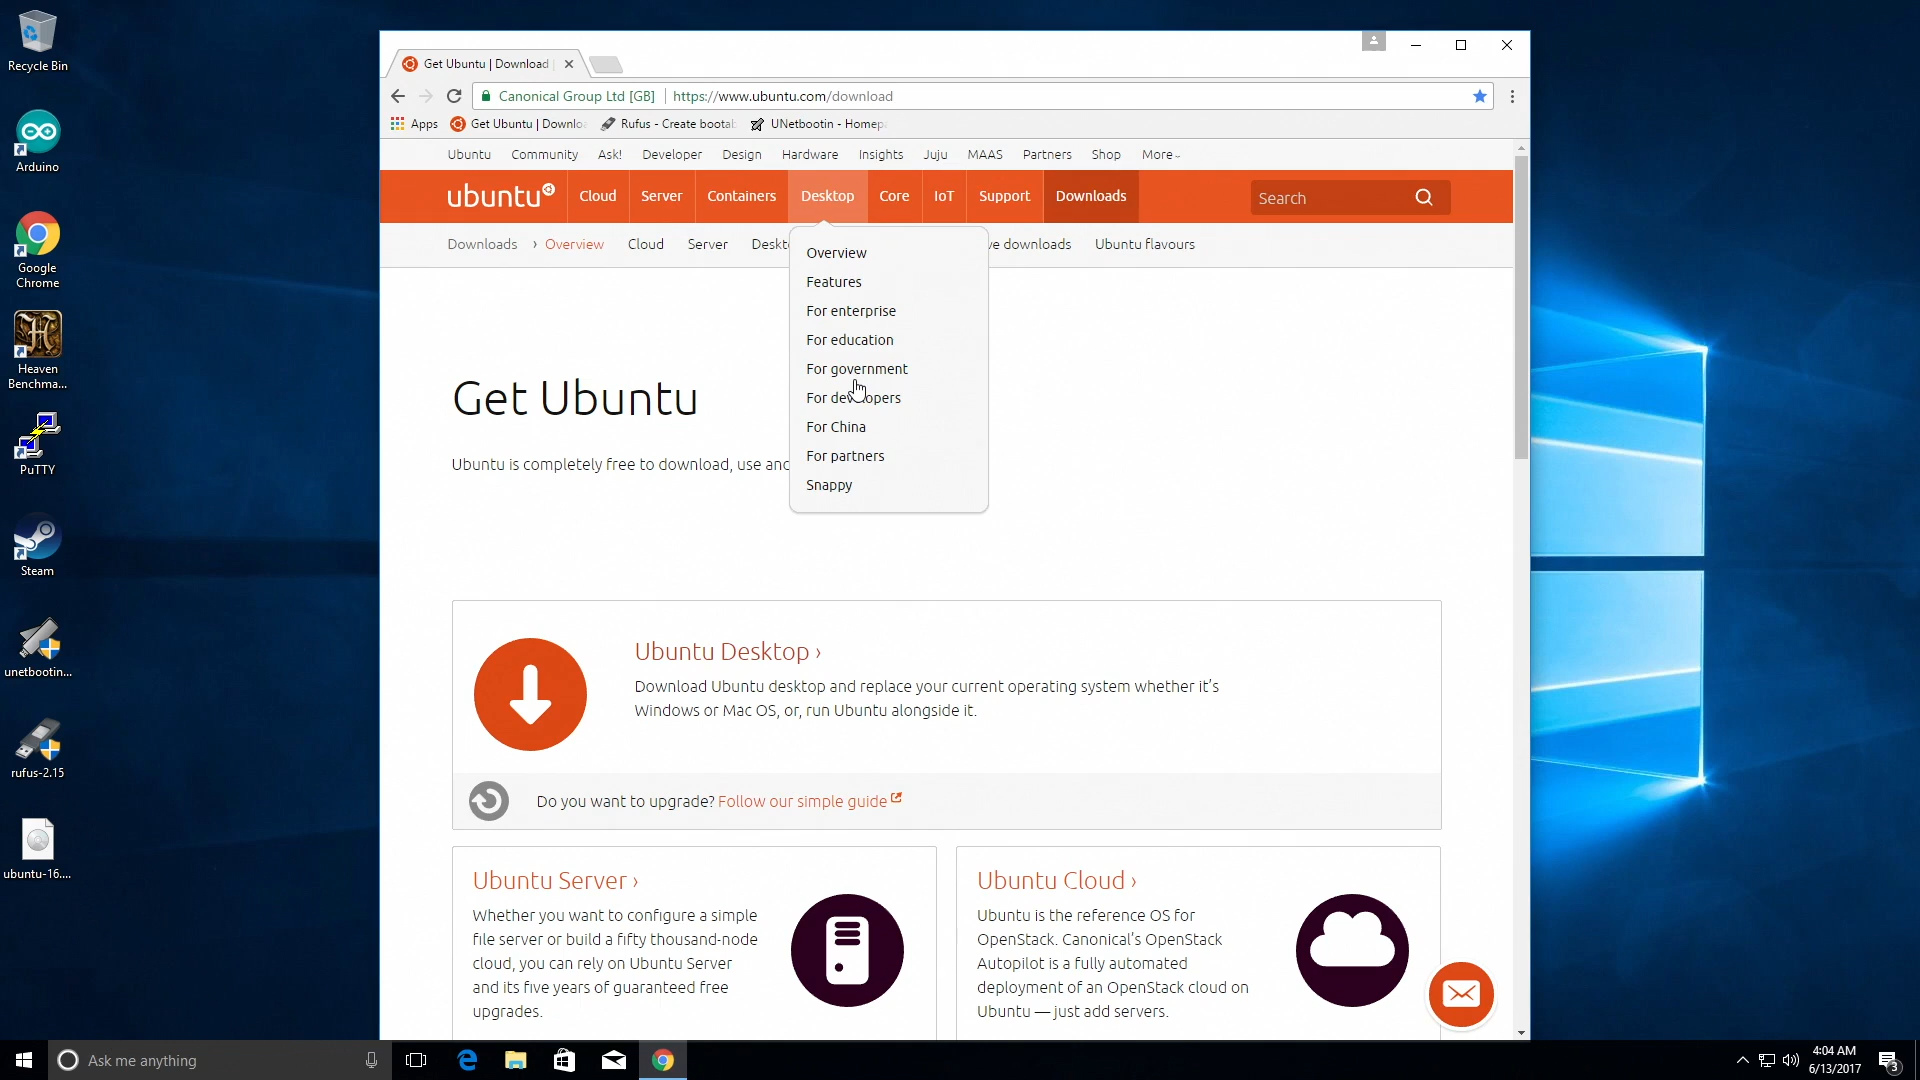 Recycle Bin
Arduino
Google
Chrome
Heaven
Benchma...
PuTTY
Steam
unetbootin...
rufus-2.15
ubuntu-16....
Get Ubuntu | Download
Canonical Group Ltd [GB]
https://www.ubuntu.com/download
Apps
Get Ubuntu | Downlo
Rufus - Create boota
UNetbootin - Homep
Ubuntu Community Ask! Developer Design Hardware Insights Juju MAAS Partners Shop More
ubuntu Cloud Server Containers Desktop Core IoT Support Downloads Search
Downloads › Overview Cloud Server Deskt ve downloads Ubuntu flavours
Overview
Features
For enterprise
For education
For government
For developers
For China
For partners
Snappy
Get Ubuntu
Ubuntu is completely free to download, use and
Ubuntu Desktop ›
Download Ubuntu desktop and replace your current operating system whether it’s
Windows or Mac OS, or, run Ubuntu alongside it.
Do you want to upgrade? Follow our simple guide
Ubuntu Server ›
Whether you want to configure a simple
file server or build a fifty thousand-node
cloud, you can rely on Ubuntu Server
and its five years of guaranteed free
upgrades.
Ubuntu Cloud ›
Ubuntu is the reference OS for
OpenStack. Canonical’s OpenStack
Autopilot is a fully automated
deployment of an OpenStack cloud on
Ubuntu — just add servers.
Ask me anything
4:04 AM
6/13/2017
3